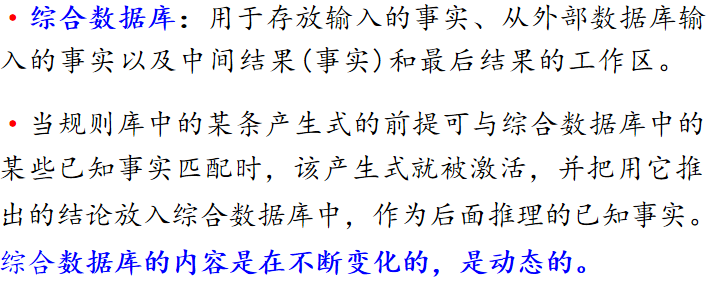 • 综合数据库：用于存放输入的事实、从外部数据库输
入的事实以及中间结果(事实)和最后结果的工作区。
• 当规则库中的某条产生式的前提可与综合数据库中的
某些已知事实匹配时，该产生式就被激活，并把用它推
出的结论放入综合数据库中，作为后面推理的已知事实。
综合数据库的内容是在不断变化的，是动态的。